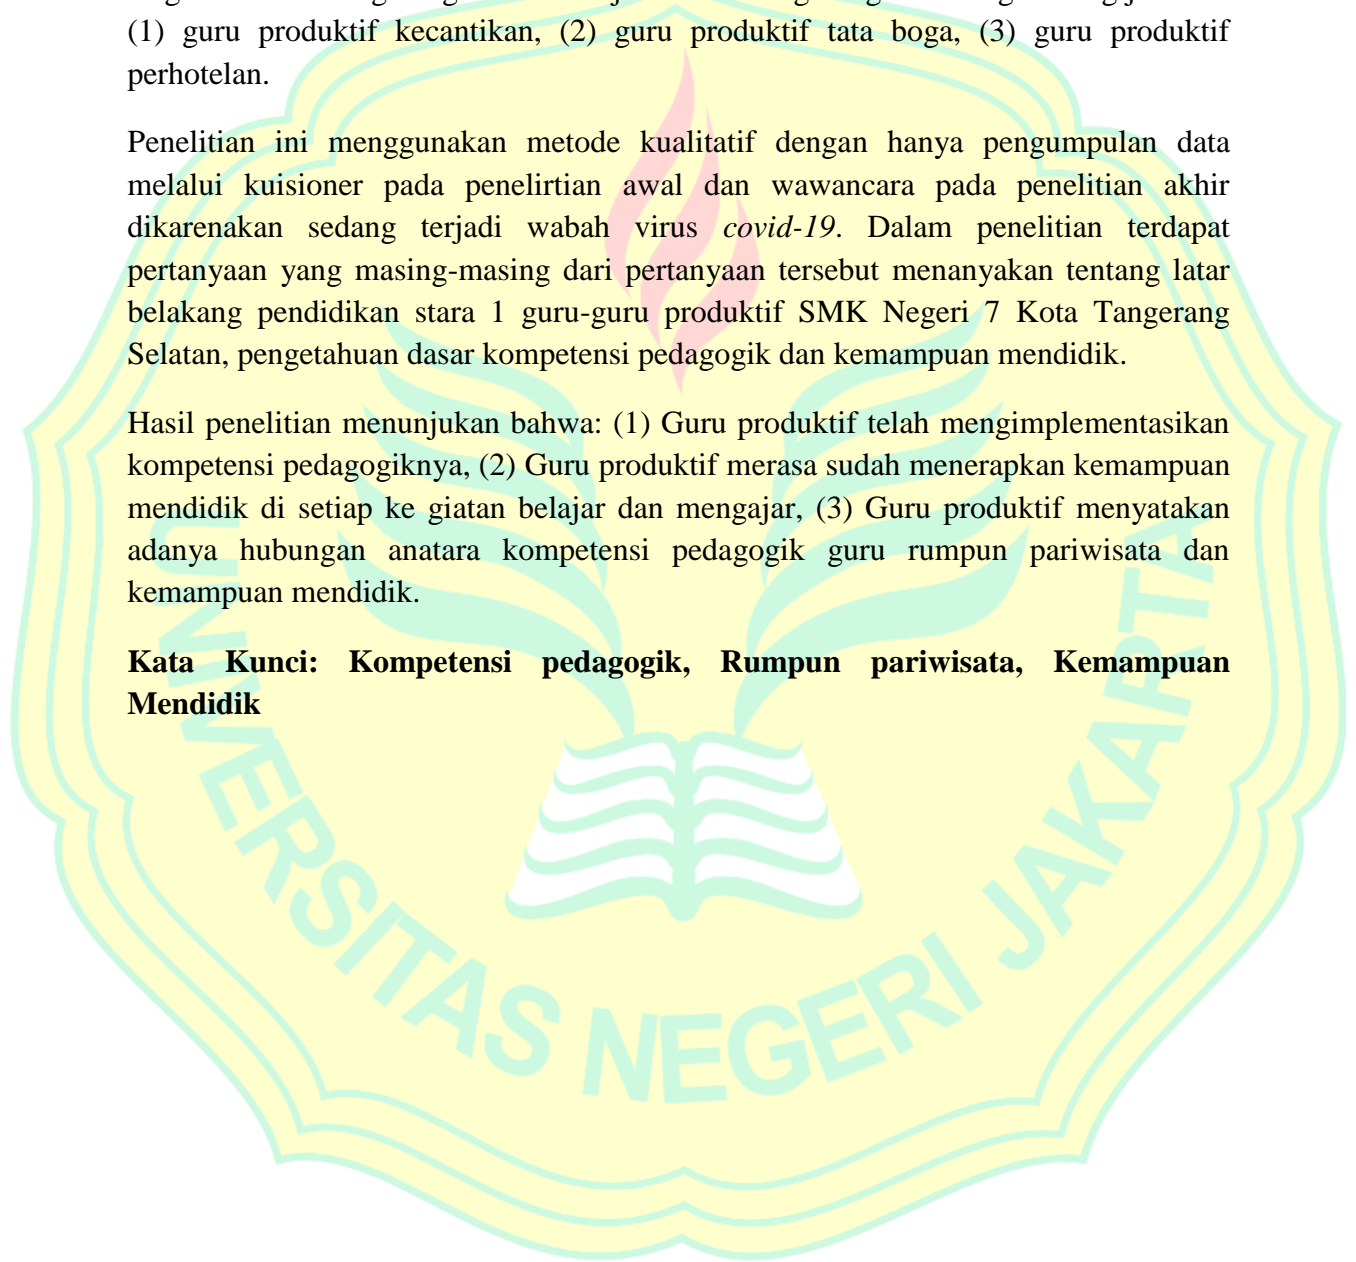 (1) guru produktif kecantikan, (2) guru produktif tata boga, (3) guru produktif
perhotelan.
Penelitian ini menggunakan metode kualitatif dengan hanya pengumpulan data
melalui kuisioner pada penelirtian awal dan wawancara pada penelitian akhir
dikarenakan sedang terjadi wabah virus covid-19. Dalam penelitian terdapat
pertanyaan yang masing-masing dari pertanyaan tersebut menanyakan tentang latar
belakang pendidikan stara 1 guru-guru produktif SMK Negeri 7 Kota Tangerang
Selatan, pengetahuan dasar kompetensi pedagogik dan kemampuan mendidik.
Hasil penelitian menunjukan bahwa: (1) Guru produktif telah mengimplementasikan
kompetensi pedagogiknya, (2) Guru produktif merasa sudah menerapkan kemampuan
mendidik di setiap ke giatan belajar dan mengajar, (3) Guru produktif menyatakan
adanya hubungan anatara kompetensi pedagogik guru rumpun pariwisata dan
kemampuan mendidik.
Kata Kunci: Kompetensi pedagogik, Rumpun pariwisata, Kemampuan
Mendidik
UNIVERSITAS NEGERI JAKARTA